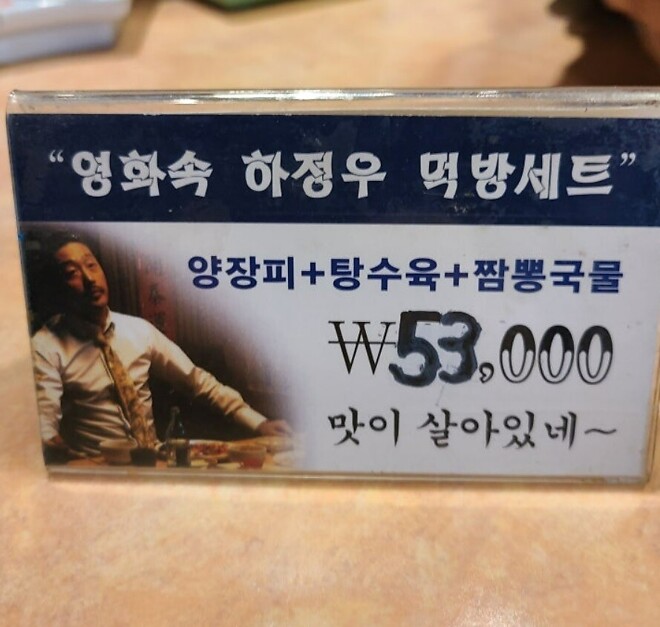 “영화속 하정우 먹방세트”
양장피+탕수육+짬뽕국물
₩53,000
맛이 살아있네~